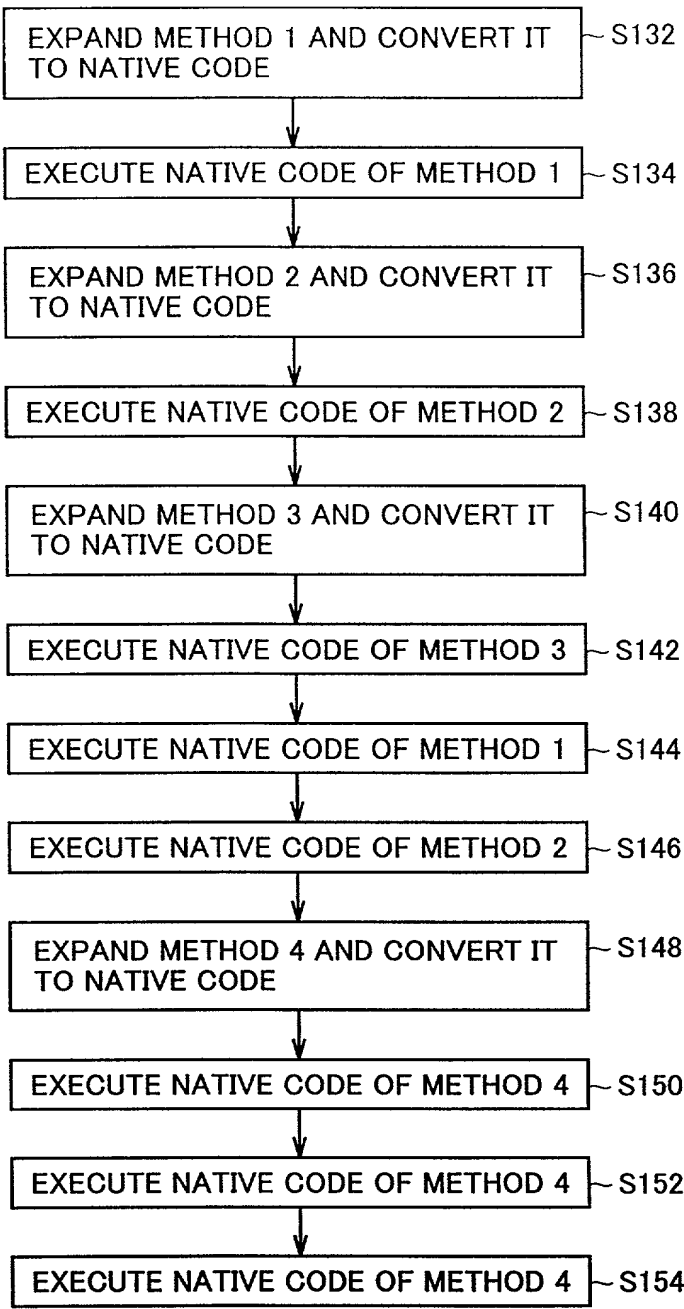 EXPAND METHOD 1 AND CONVERT IT
TO NATIVE CODE
~S132
EXECUTE NATIVE CODE OF METHOD 1
~S134
EXPAND METHOD 2 AND CONVERT IT
TO NATIVE CODE
~S136
EXECUTE NATIVE CODE OF METHOD 2
~S138
EXPAND METHOD 3 AND CONVERT IT
TO NATIVE CODE
~S140
EXECUTE NATIVE CODE OF METHOD 3
~S142
EXECUTE NATIVE CODE OF METHOD 1
~S144
EXECUTE NATIVE CODE OF METHOD 2
~S146
EXPAND METHOD 4 AND CONVERT IT
TO NATIVE CODE
~S148
EXECUTE NATIVE CODE OF METHOD 4
~S150
EXECUTE NATIVE CODE OF METHOD 4
~S152
EXECUTE NATIVE CODE OF METHOD 4
~S154